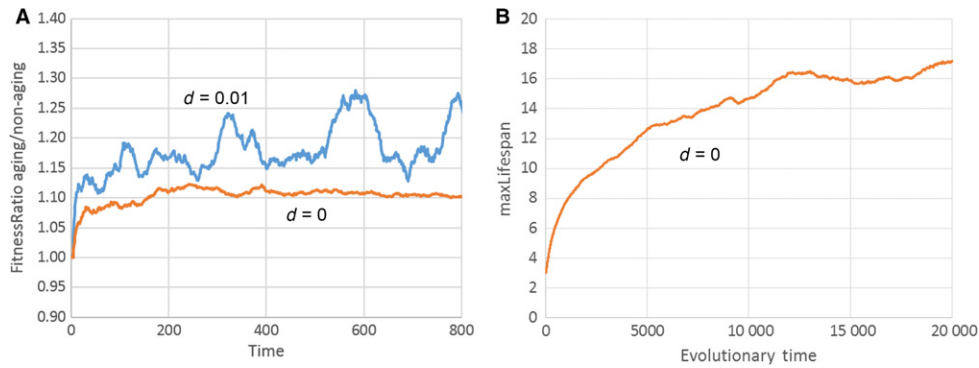 A
FitnessRatio aging/non-aging
1.40
1.35
1.30
1.25
1.20
1.15
1.10
1.05
1.00
0.95
0.90
d = 0.01
d = 0
0 200 400 600 800
Time
B
maxLifespan
20
18
16
14
12
10
8
6
4
2
0
d = 0
0 5000 10 000 15 000 20 000
Evolutionary time